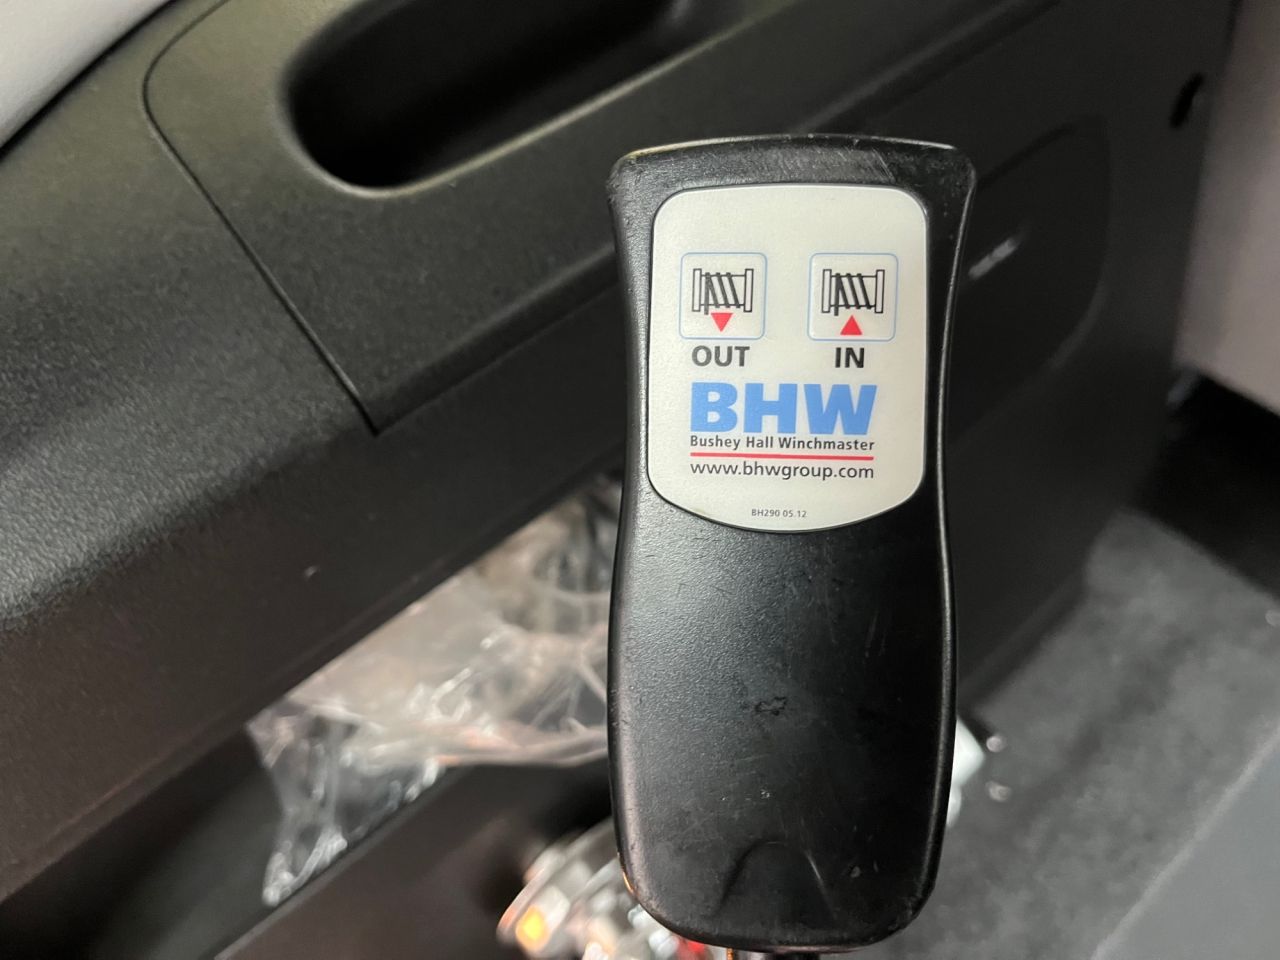 OUT IN
BHW
Bushey Hall Winchmaster
www.bhwgroup.com
BH290 05.12